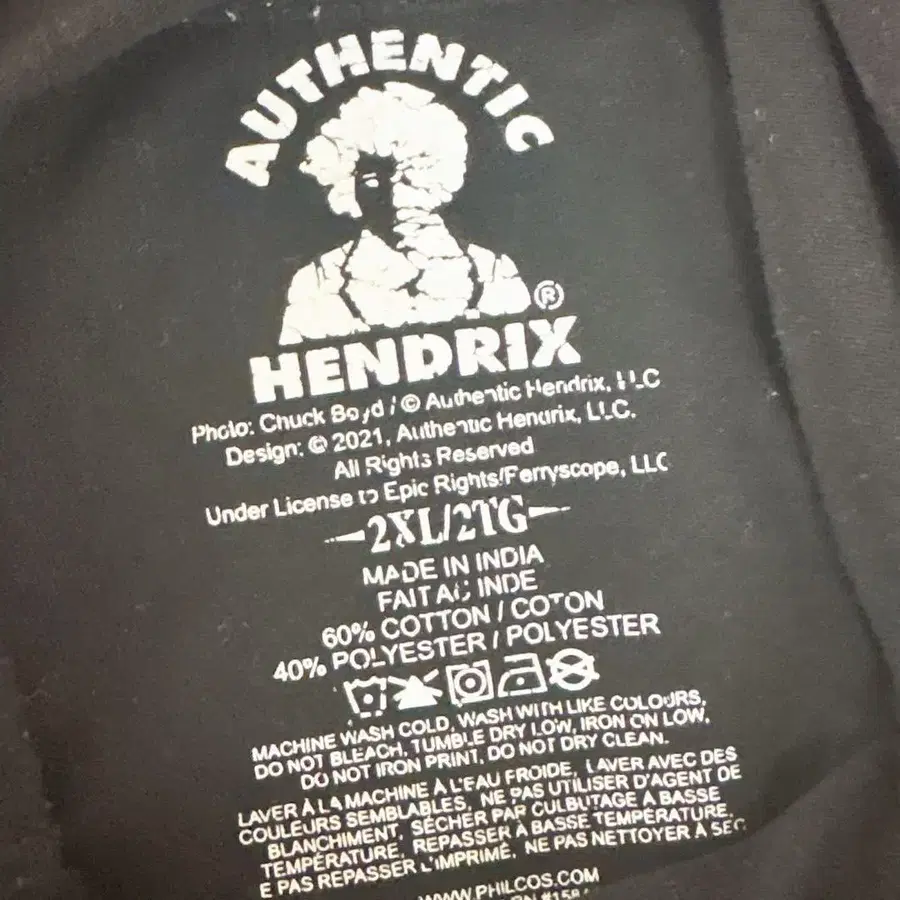 AUTHENTIC
®
HENDRIX
Photo: Chuck Boyd / © Authentic Hendrix, LLC
Design: © 2021, Authentic Hendrix, LLC.
All Rights Reserved
Under License to Epic Rights/Ferryscope, LLC
2XL/2TG
MADE IN INDIA
FAIT AU INDE
60% COTTON / COTON
40% POLYESTER / POLYESTER
MACHINE WASH COLD, WASH WITH LIKE COLOURS,
DO NOT BLEACH, TUMBLE DRY LOW, IRON ON LOW,
DO NOT IRON PRINT, DO NOT DRY CLEAN.
LAVER À LA MACHINE À L'EAU FROIDE, LAVER AVEC DES
COULEURS SEMBLABLES, NE PAS UTILISER D'AGENT DE
BLANCHIMENT, SÉCHER PAR CULBUTAGE À BASSE
TEMPÉRATURE, REPASSER À BASSE TEMPÉRATURE,
E PAS REPASSER L'IMPRIMÉ, NE PAS NETTOYER À SEC
WWW.PHILCOS.COM